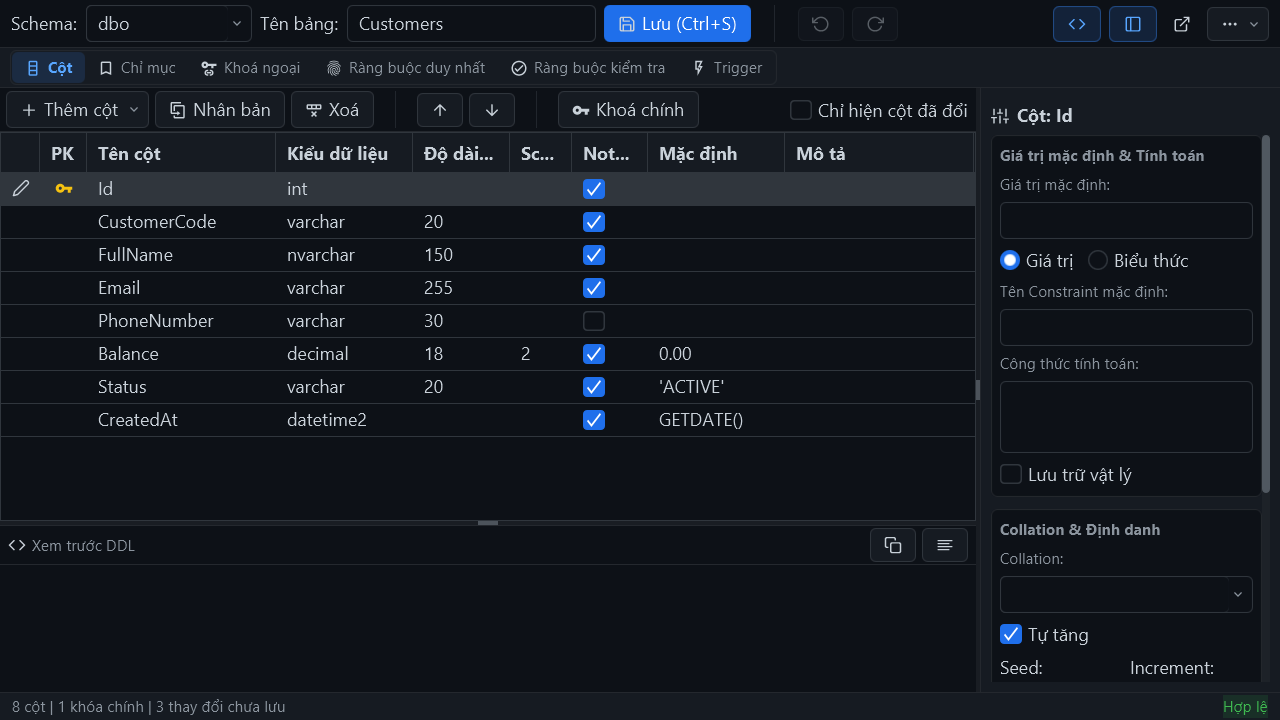 Schema: dbo Tên bảng: Customers Lưu (Ctrl+S)
Cột Chỉ mục Khoá ngoại Ràng buộc duy nhất Ràng buộc kiểm tra Trigger
Thêm cột Nhân bản Xoá Khoá chính Chỉ hiện cột đã đổi
PK Tên cột Kiểu dữ liệu Độ dài... Sc... Not... Mặc định Mô tả
Id int
CustomerCode varchar 20
FullName nvarchar 150
Email varchar 255
PhoneNumber varchar 30
Balance decimal 18 2 0.00
Status varchar 20 'ACTIVE'
CreatedAt datetime2 GETDATE()
Xem trước DDL
Cột: Id
Giá trị mặc định & Tính toán
Giá trị mặc định:
Giá trị Biểu thức
Tên Constraint mặc định:
Công thức tính toán:
Lưu trữ vật lý
Collation & Định danh
Collation:
Tự tăng
Seed: Increment:
8 cột | 1 khóa chính | 3 thay đổi chưa lưu Hợp lệ